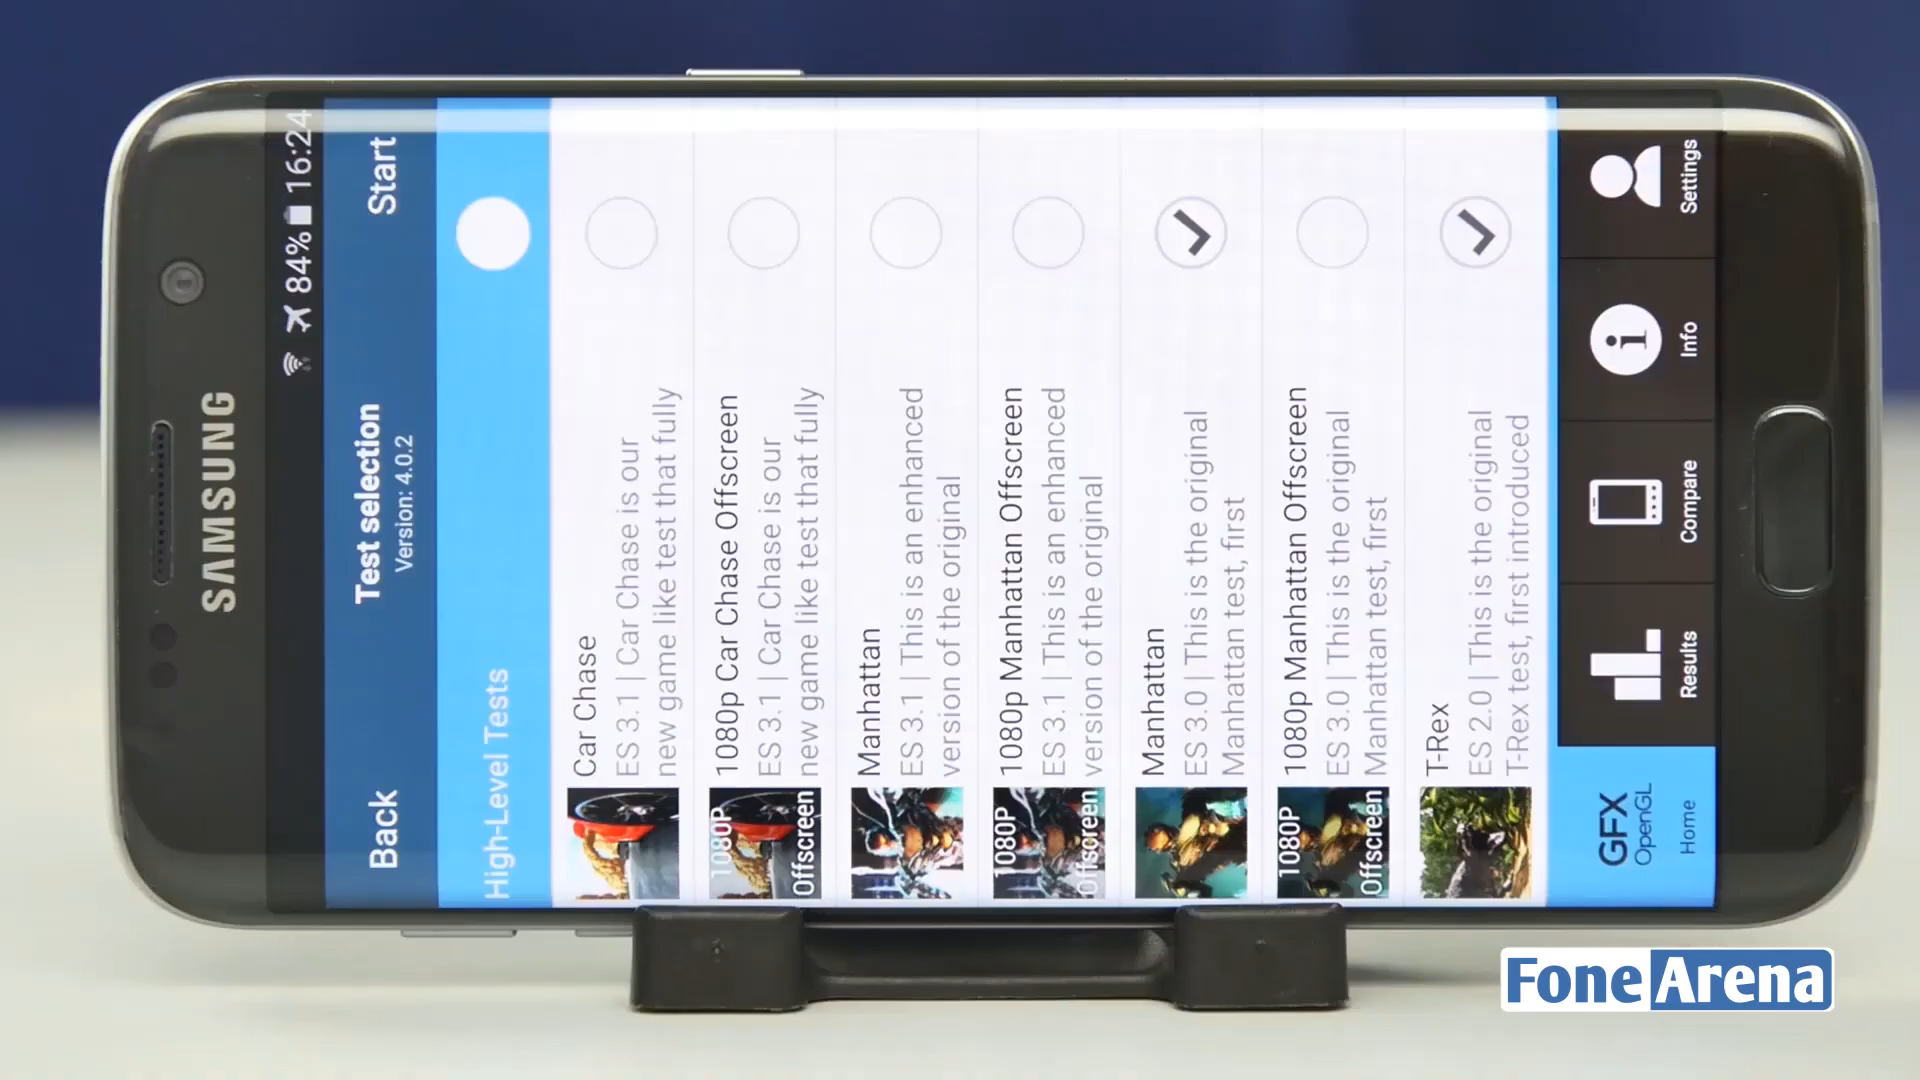 SAMSUNG
84% 16:24
Back
Test selection
Version: 4.0.2
Start
High-Level Tests
Car Chase
ES 3.1 | Car Chase is our
new game like test that fully
1080P
Offscreen
1080p Car Chase Offscreen
ES 3.1 | Car Chase is our
new game like test that fully
Manhattan
ES 3.1 | This is an enhanced
version of the original
1080P
Offscreen
1080p Manhattan Offscreen
ES 3.1 | This is an enhanced
version of the original
Manhattan
ES 3.0 | This is the original
Manhattan test, first
1080P
Offscreen
1080p Manhattan Offscreen
ES 3.0 | This is the original
Manhattan test, first
T-Rex
ES 2.0 | This is the original
T-Rex test, first introduced
GFX
OpenGL
Home
Results
Compare
Info
Settings
FoneArena